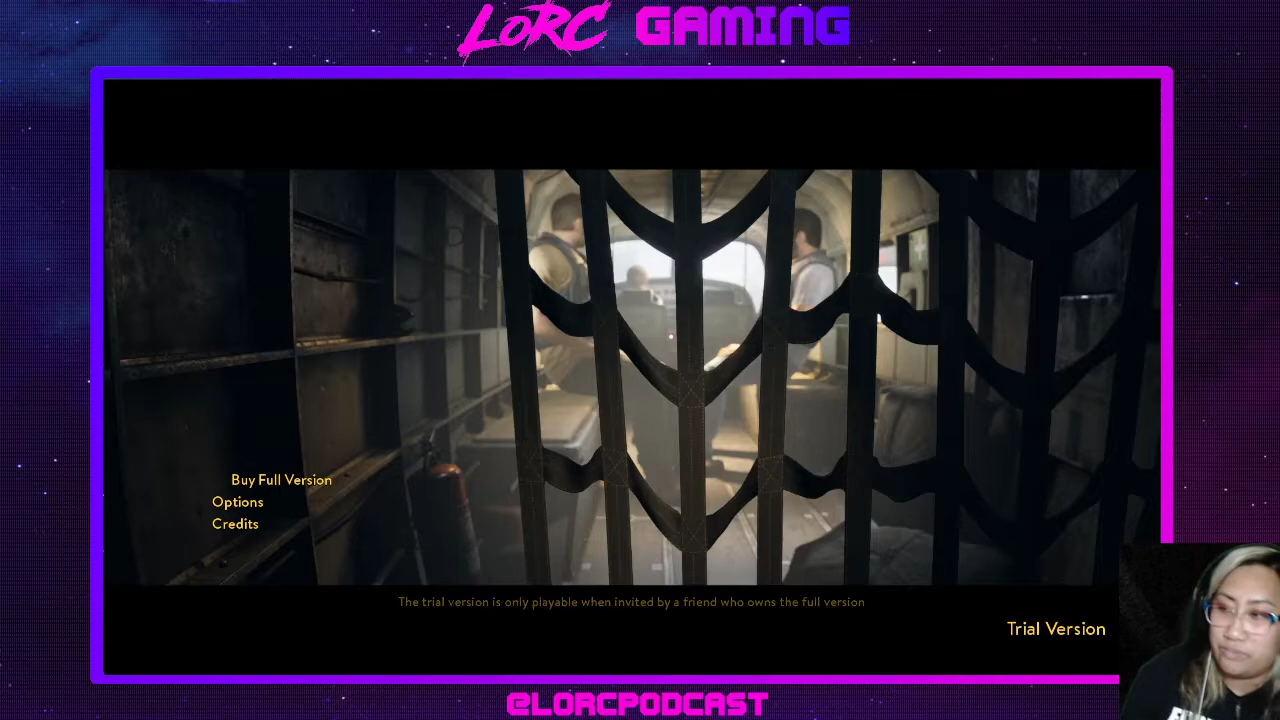 LORC GAMING
Buy Full Version
Options
Credits
The trial version is only playable when invited by a friend who owns the full version
Trial Version
@LORCPODCAST